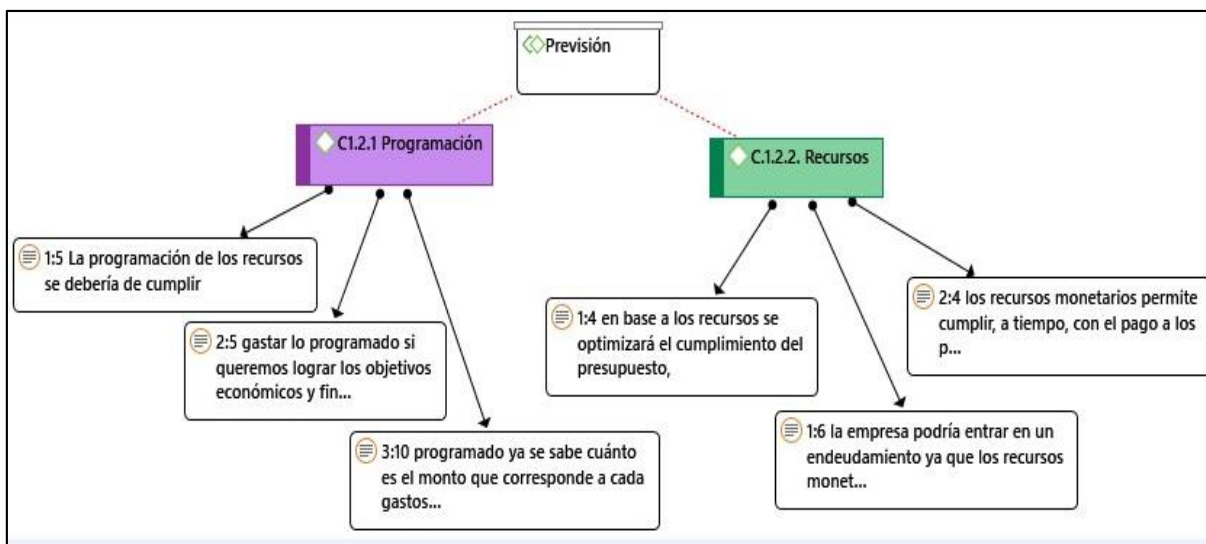 Previsión
C1.2.1 Programación
C.1.2.2. Recursos
1:5 La programación de los recursos
se debería de cumplir
2:5 gastar lo programado si
queremos lograr los objetivos
económicos y fin...
3:10 programado ya se sabe cuánto
es el monto que corresponde a cada
gastos...
1:4 en base a los recursos se
optimizará el cumplimiento del
presupuesto,
2:4 los recursos monetarios permite
cumplir, a tiempo, con el pago a los
p...
1:6 la empresa podría entrar en un
endeudamiento ya que los recursos
monet...